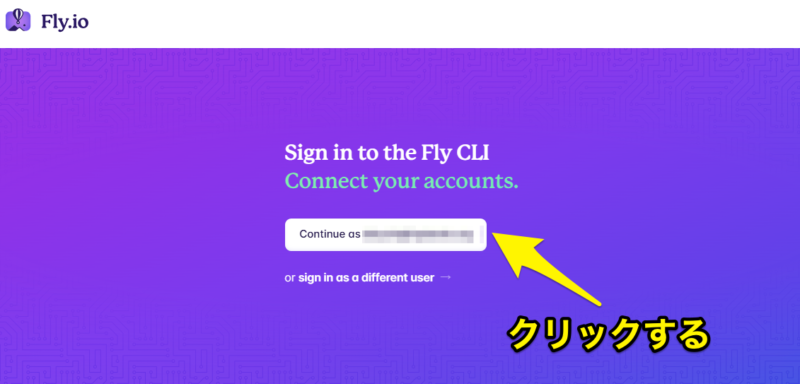 Fly.io
Sign in to the Fly CLI
Connect your accounts.
Continue as
or sign in as a different user →
クリックする